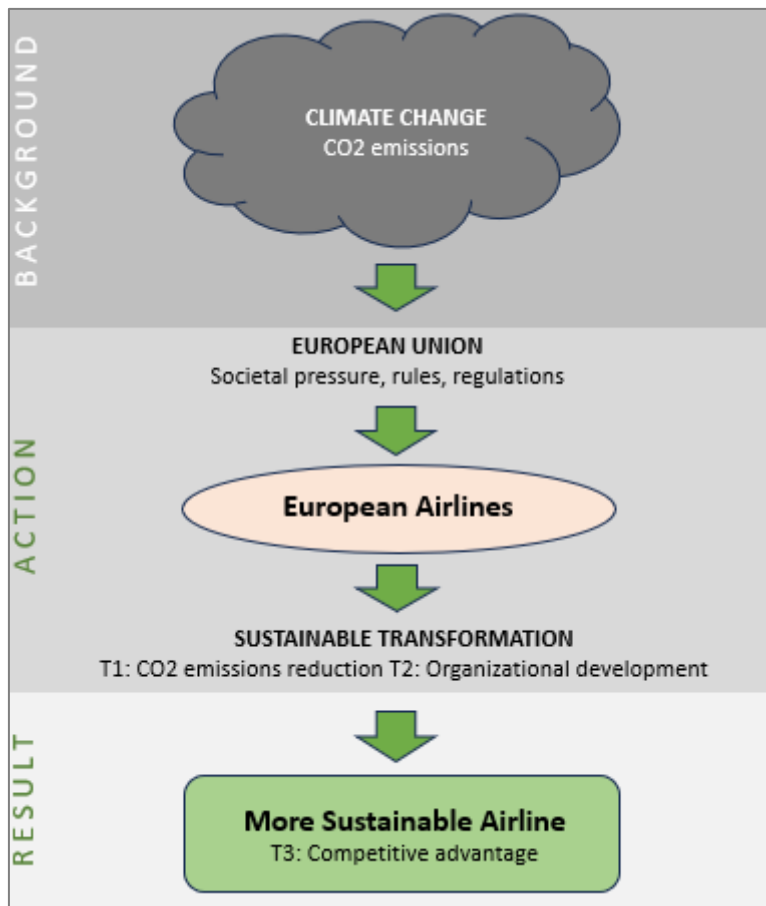 BACKGROUND
CLIMATE CHANGE
CO2 emissions
ACTION
EUROPEAN UNION
Societal pressure, rules, regulations
European Airlines
SUSTAINABLE TRANSFORMATION
T1: CO2 emissions reduction T2: Organizational development
RESULT
More Sustainable Airline
T3: Competitive advantage